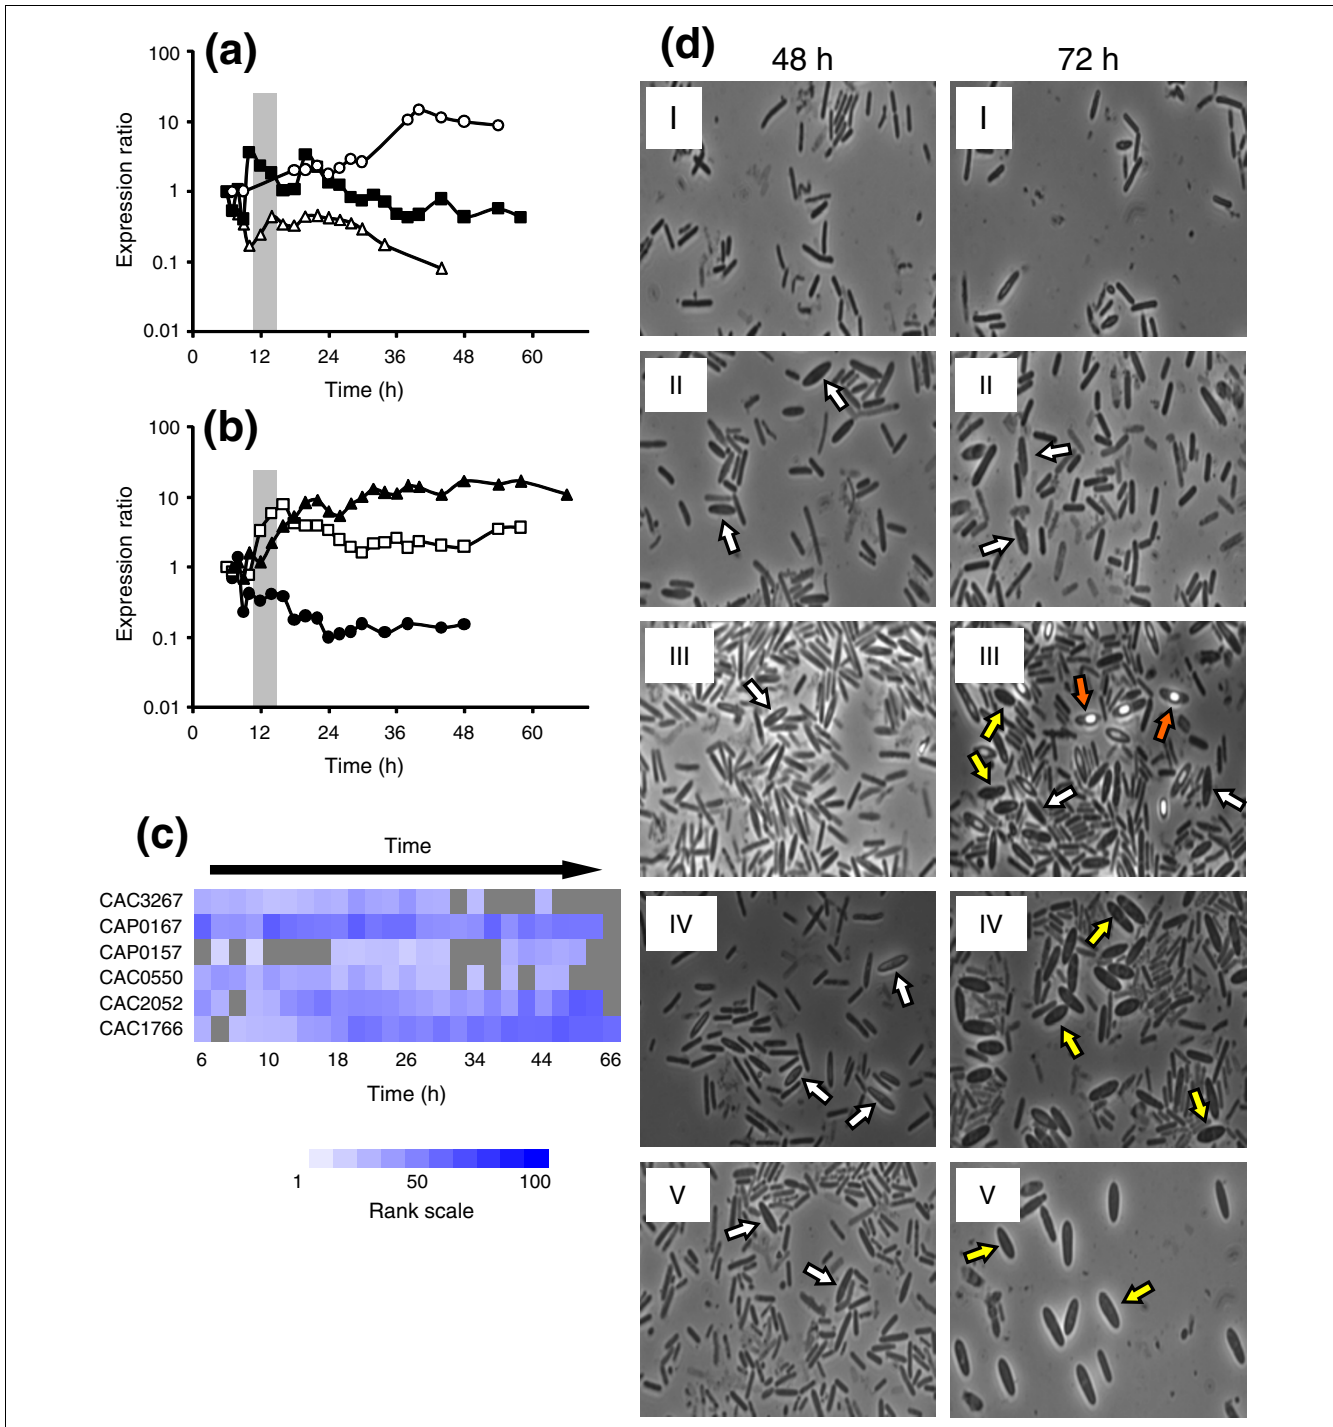 (a)
100
10
1
0.1
0.01
Expression ratio
0 12 24 36 48 60
Time (h)
(b)
100
10
1
0.1
0.01
Expression ratio
0 12 24 36 48 60
Time (h)
(c)
Time
CAC3267
CAP0167
CAP0157
CAC0550
CAC2052
CAC1766
6 10 18 26 34 44 66
Time (h)
1 50 100
Rank scale
(d)
48 h 72 h
I I
II II
III III
IV IV
V V